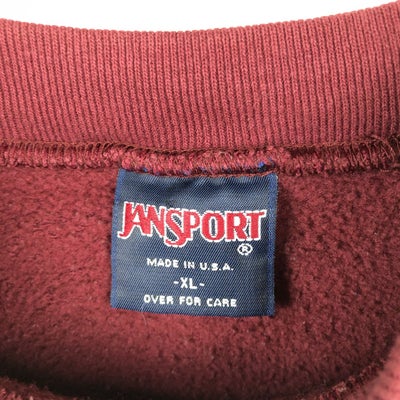 JANSPORT®
MADE IN U.S.A.
-XL-
OVER FOR CARE